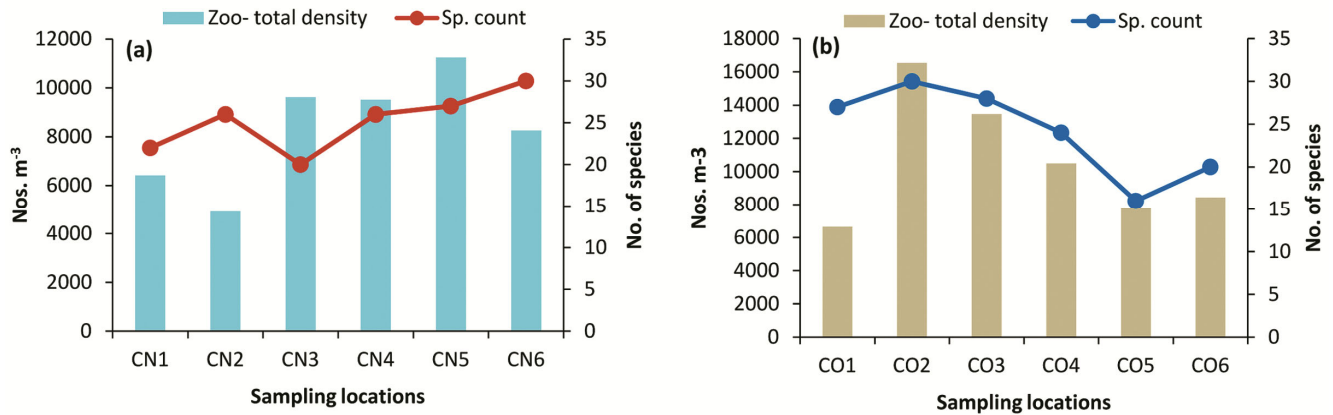 Zoo- total density Sp. count
(a)
12000
10000
8000
6000
4000
2000
0
Nos. m-3
35
30
25
20
15
10
5
0
No. of species
CN1 CN2 CN3 CN4 CN5 CN6
Sampling locations
Zoo- total density Sp. count
(b)
18000
16000
14000
12000
10000
8000
6000
4000
2000
0
Nos. m-3
35
30
25
20
15
10
5
0
No. of species
CO1 CO2 CO3 CO4 CO5 CO6
Sampling locations